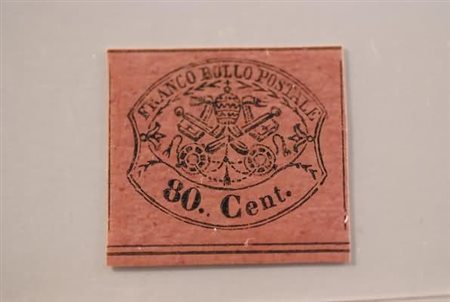 FRANCO BOLLO POSTALE
80. Cent.